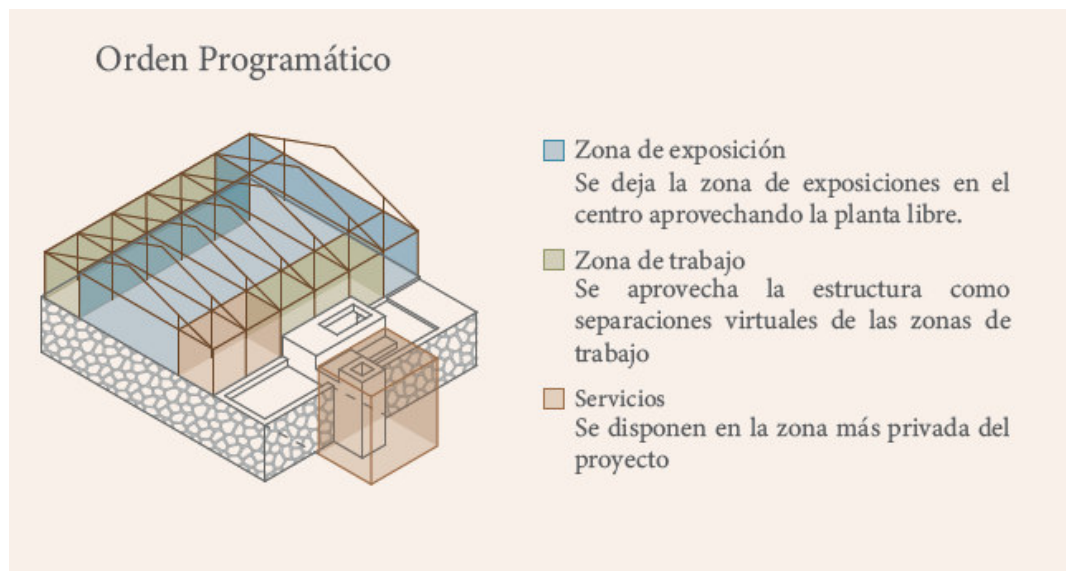 Orden Programático
Zona de exposición
Se deja la zona de exposiciones en el
centro aprovechando la planta libre.
Zona de trabajo
Se aprovecha la estructura como
separaciones virtuales de las zonas de
trabajo
Servicios
Se disponen en la zona más privada del
proyecto